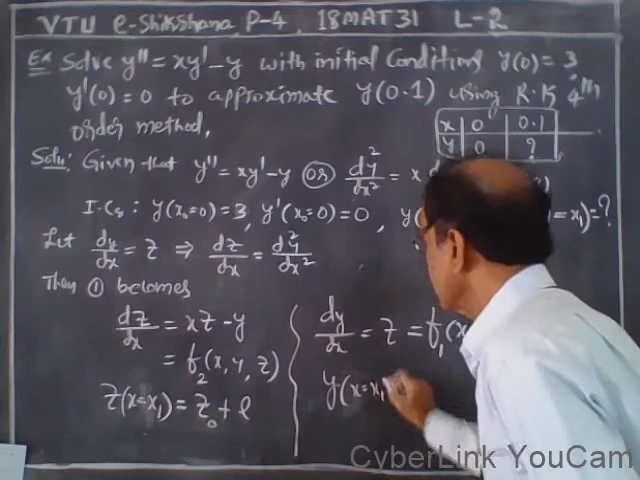 VTU e-Shikshana P-4, 18MAT31 L-2
Ex Solve y'' = xy' - y with initial Conditions y(0) = 3,
y'(0) = 0 to approximate y(0.1) using R.K 4th
order method.
x | 0 | 0.1
y | 0 | ?
Solu: Given that y'' = xy' - y or d²y/dx² = x
I.Cs: y(x₀=0) = 3, y'(x₀=0) = 0, y( = x₁) = ?
Let dy/dx = z ⇒ dz/dx = d²y/dx²
Then ① becomes
dz/dx = xz - y
= f₂(x, y, z)
z(x=x₁) = z₀ + l
dy/dx = z = f₁(x
y(x=x₁
CyberLink YouCam